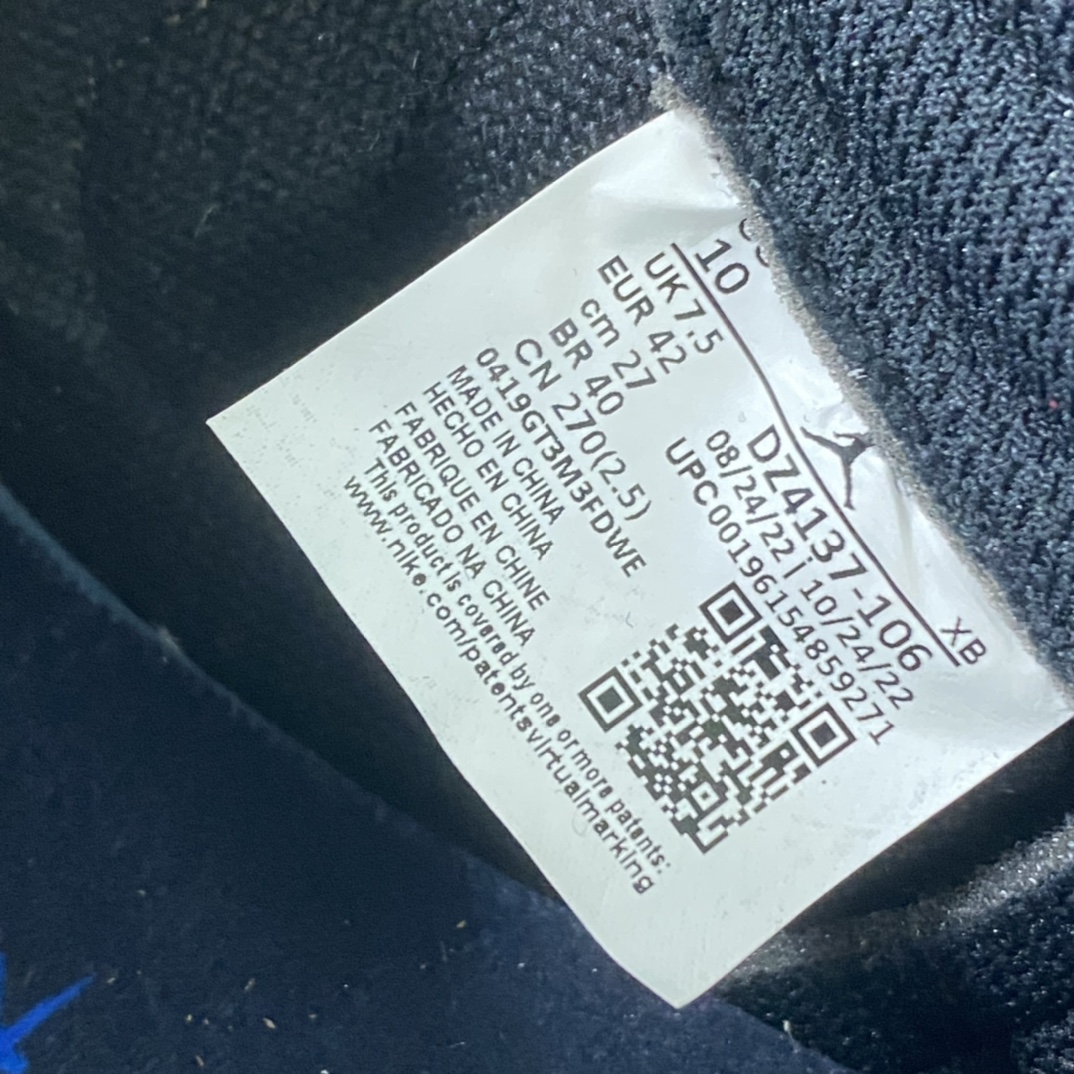 10
UK7.5
EUR 42
cm 27
BR 40
CN 270(2.5)
0419GT3M3FDWE
MADE IN CHINA
HECHO EN CHINA
FABRIQUE EN CHINE
FABRICADO NA CHINA
This product is covered by one or more patents:
www.nike.com/patentsvirtualmarking
XB
DZ4137-106
08/24/22 | 10/24/22
UPC00196154859271